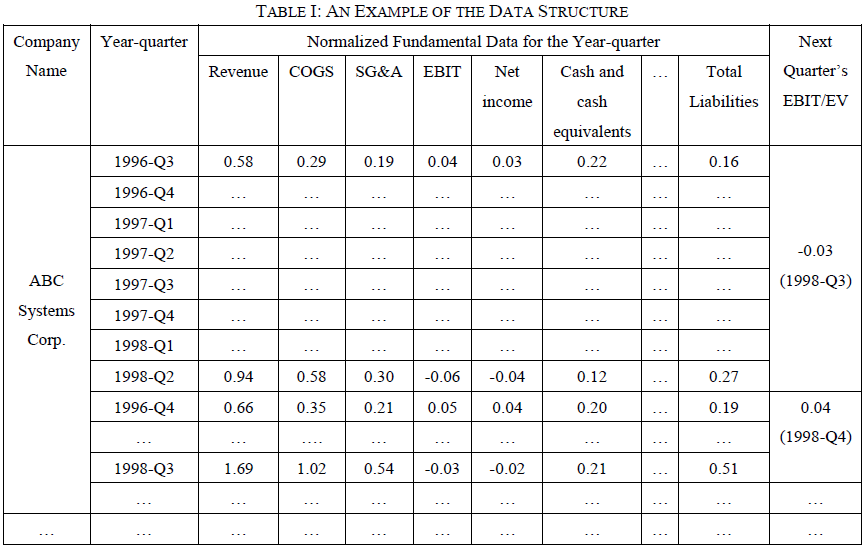 TABLE I: AN EXAMPLE OF THE DATA STRUCTURE
Company Name Year-quarter Normalized Fundamental Data for the Year-quarter Next Quarter's EBIT/EV
Revenue COGS SG&A EBIT Net income Cash and cash equivalents … Total Liabilities
ABC Systems Corp.
1996-Q3 0.58 0.29 0.19 0.04 0.03 0.22 … 0.16
1996-Q4 … … … … … … … …
1997-Q1 … … … … … … … …
1997-Q2 … … … … … … … …
1997-Q3 … … … … … … … …
1997-Q4 … … … … … … … …
1998-Q1 … … … … … … … …
1998-Q2 0.94 0.58 0.30 -0.06 -0.04 0.12 … 0.27
-0.03
(1998-Q3)
1996-Q4 0.66 0.35 0.21 0.05 0.04 0.20 … 0.19
… … …. … … … … … …
1998-Q3 1.69 1.02 0.54 -0.03 -0.02 0.21 … 0.51
0.04
(1998-Q4)
… … … … … … … … … …
… … … … … … … … … … …